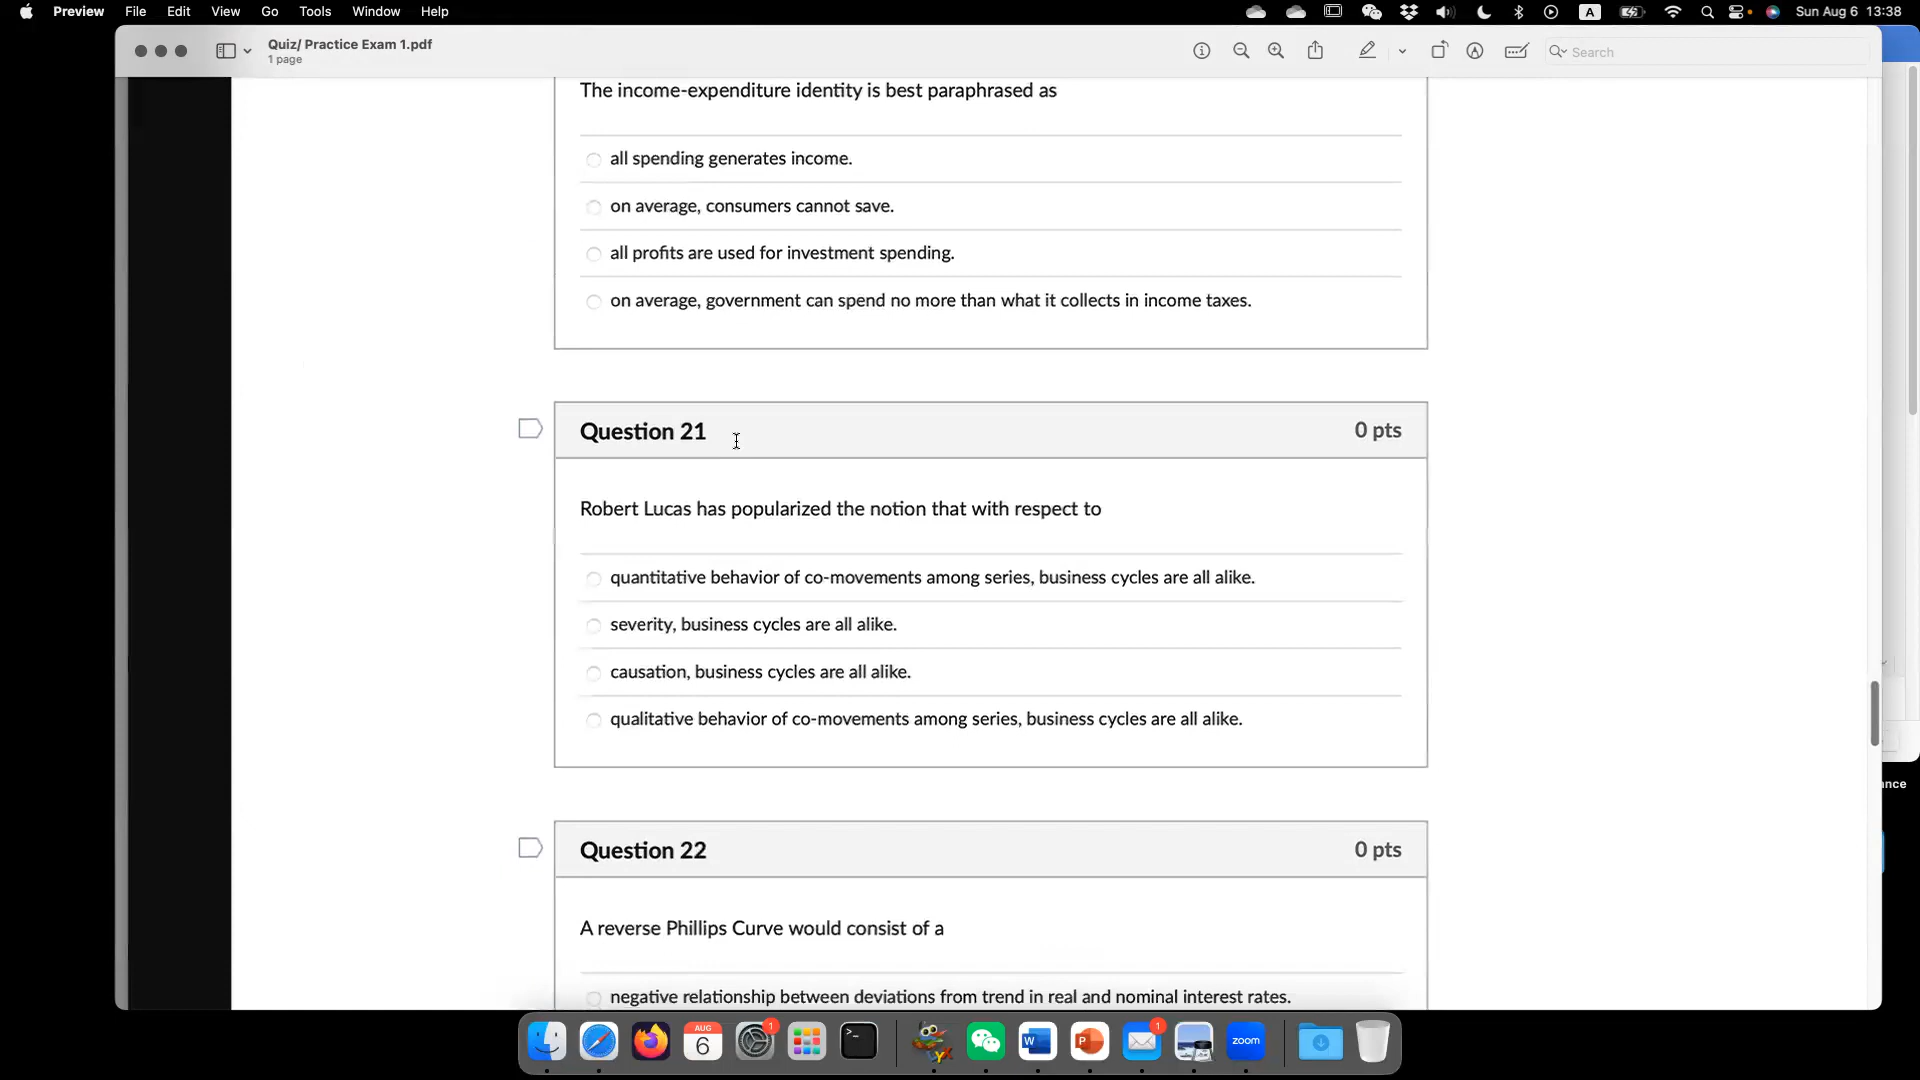 Preview File Edit View Go Tools Window Help
A
Sun Aug 6 13:38
Quiz/ Practice Exam 1.pdf
1 page
Search
The income-expenditure identity is best paraphrased as
all spending generates income.
on average, consumers cannot save.
all profits are used for investment spending.
on average, government can spend no more than what it collects in income taxes.
Question 21
0 pts
Robert Lucas has popularized the notion that with respect to
quantitative behavior of co-movements among series, business cycles are all alike.
severity, business cycles are all alike.
causation, business cycles are all alike.
qualitative behavior of co-movements among series, business cycles are all alike.
ance
Question 22
0 pts
A reverse Phillips Curve would consist of a
negative relationship between deviations from trend in real and nominal interest rates.
AUG
6
1
W
P
1
zoom